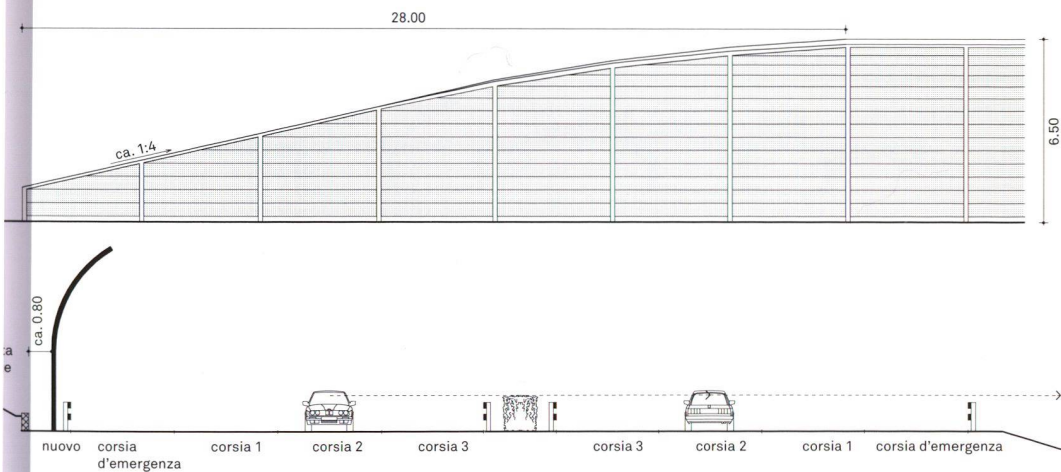 28.00
ca. 1:4
6.50
ca. 0.80
nuovo
corsia
d'emergenza
corsia 1
corsia 2
corsia 3
corsia 3
corsia 2
corsia 1
corsia d'emergenza